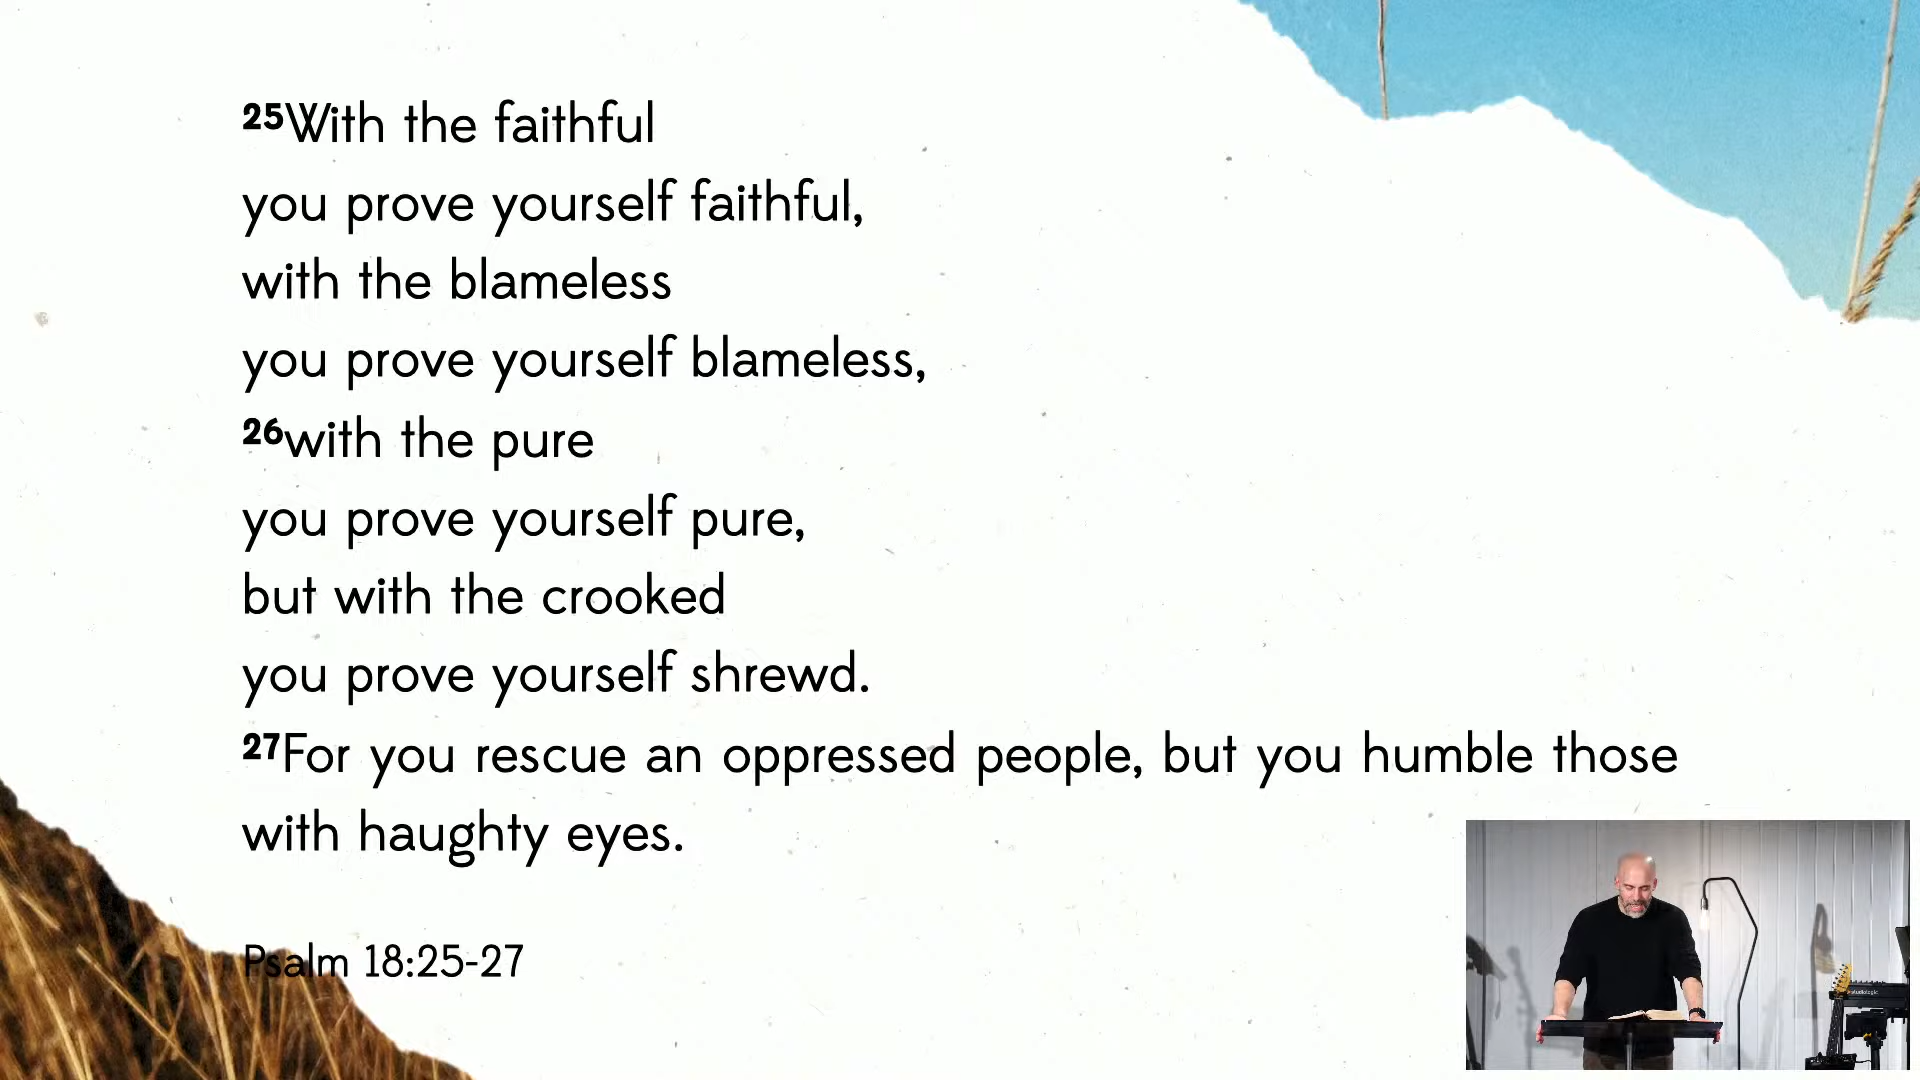 25With the faithful
you prove yourself faithful,
with the blameless
you prove yourself blameless,
26with the pure
you prove yourself pure,
but with the crooked
you prove yourself shrewd.
27For you rescue an oppressed people, but you humble those
with haughty eyes.
Psalm 18:25-27
studiologic